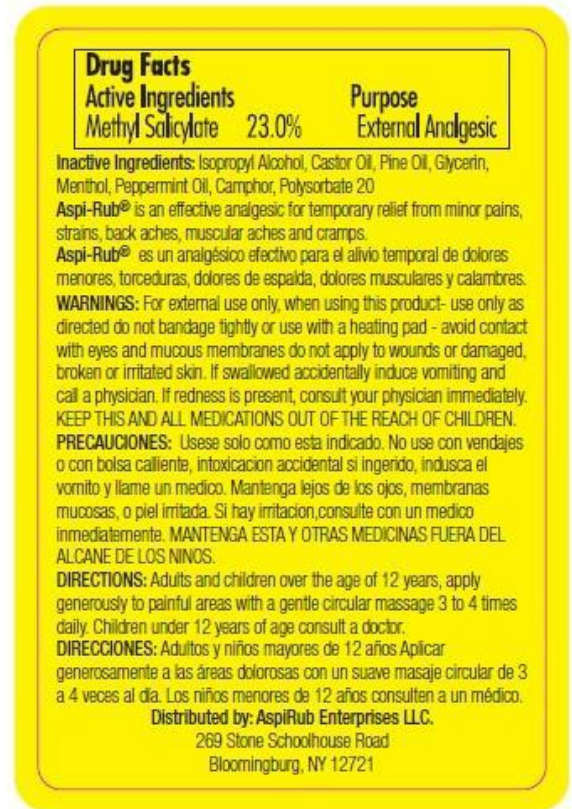 Drug Facts
Active Ingredients Purpose
Methyl Salicylate 23.0% External Analgesic
Inactive Ingredients: Isopropyl Alcohol, Castor Oil, Pine Oil, Glycerin,
Menthol, Peppermint Oil, Camphor, Polysorbate 20
Aspi-Rub® is an effective analgesic for temporary relief from minor pains,
strains, back aches, muscular aches and cramps.
Aspi-Rub® es un analgésico efectivo para el alivio temporal de dolores
menores, torceduras, dolores de espalda, dolores musculares y calambres.
WARNINGS: For external use only, when using this product- use only as
directed do not bandage tightly or use with a heating pad - avoid contact
with eyes and mucous membranes do not apply to wounds or damaged,
broken or irritated skin. If swallowed accidentally induce vomiting and
call a physician. If redness is present, consult your physician immediately.
KEEP THIS AND ALL MEDICATIONS OUT OF THE REACH OF CHILDREN.
PRECAUCIONES: Usese solo como esta indicado. No use con vendajes
o con bolsa calliente, intoxicacion accidental si ingerido, indusca el
vomito y llame un medico. Mantenga lejos de los ojos, membranas
mucosas, o piel irritada. Si hay irritacion,consulte con un medico
inmediatemente. MANTENGA ESTA Y OTRAS MEDICINAS FUERA DEL
ALCANE DE LOS NINOS.
DIRECTIONS: Adults and children over the age of 12 years, apply
generously to painful areas with a gentle circular massage 3 to 4 times
daily. Children under 12 years of age consult a doctor.
DIRECCIONES: Adultos y niños mayores de 12 años Aplicar
generosamente a las áreas dolorosas con un suave masaje circular de 3
a 4 veces al día. Los niños menores de 12 años consulten a un médico.
Distributed by: AspiRub Enterprises LLC.
269 Stone Schoolhouse Road
Bloomingburg, NY 12721